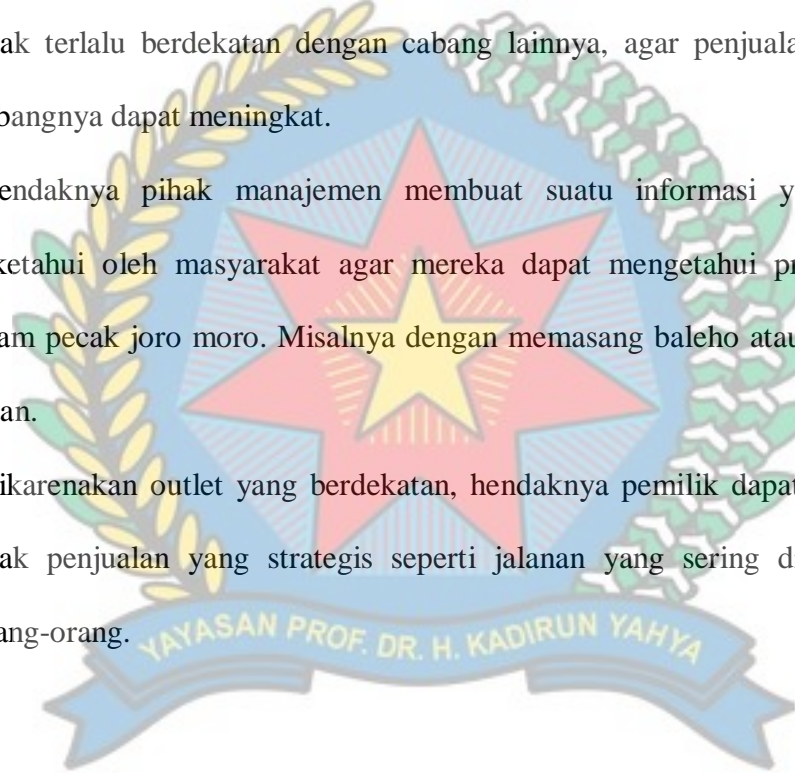 ak terlalu berdekatan dengan cabang lainnya, agar penjuala
bangnya dapat meningkat.
endaknya pihak manajemen membuat suatu informasi y
ketahui oleh masyarakat agar mereka dapat mengetahui pr
am pecak joro moro. Misalnya dengan memasang baleho atau
an.
ikarenakan outlet yang berdekatan, hendaknya pemilik dapat
ak penjualan yang strategis seperti jalanan yang sering d
ang-orang.
YAYASAN PROF. DR. H. KADIRUN YAHYA